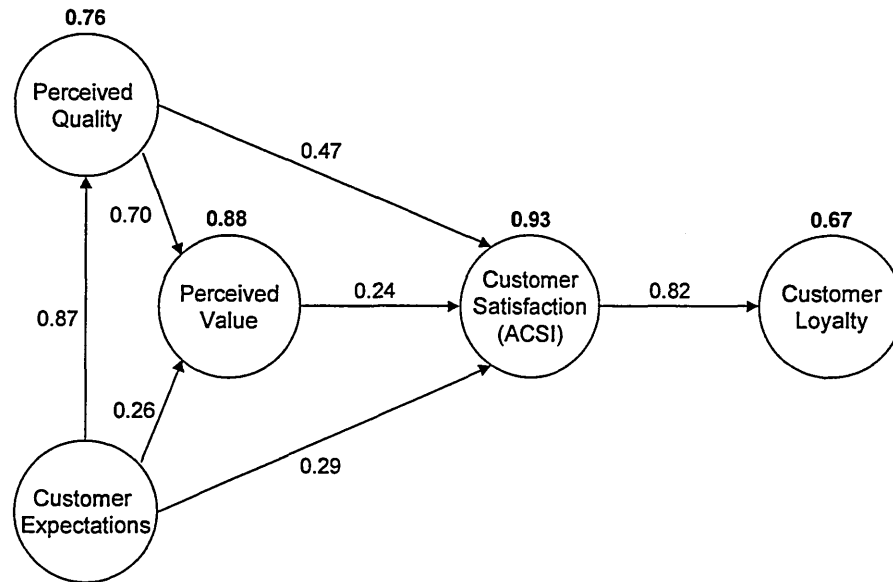 0.76
Perceived
Quality
0.47
0.70
0.88
0.93
0.67
Perceived
Value
0.24
Customer
Satisfaction
(ACSI)
0.82
Customer
Loyalty
0.87
0.26
0.29
Customer
Expectations